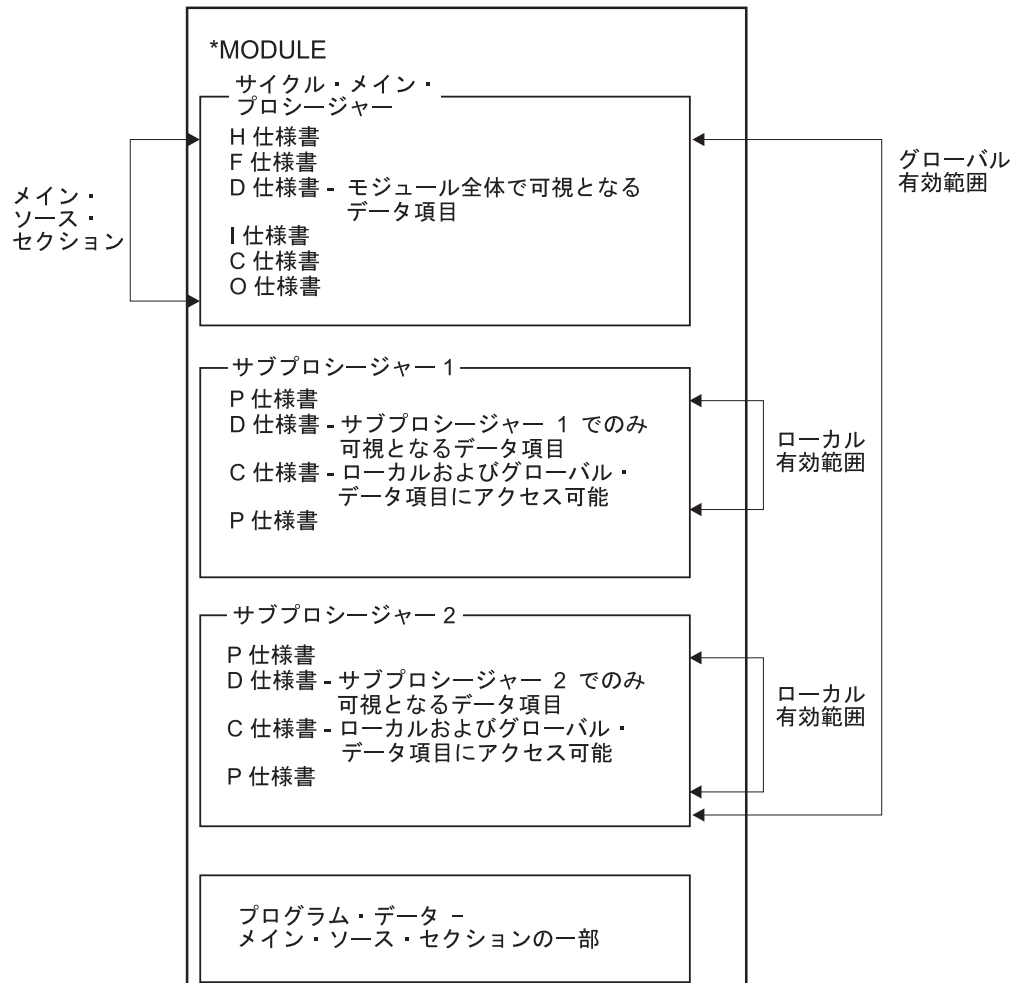 *MODULE
サイクル・メイン・
プロシージャー
H 仕様書
F 仕様書
D 仕様書 - モジュール全体で可視となる
データ項目
I 仕様書
C 仕様書
O 仕様書
メイン・
ソース・
セクション
グローバル
有効範囲
サブプロシージャー 1
P 仕様書
D 仕様書 - サブプロシージャー 1 でのみ
可視となるデータ項目
C 仕様書 - ローカルおよびグローバル・
データ項目にアクセス可能
P 仕様書
ローカル
有効範囲
サブプロシージャー 2
P 仕様書
D 仕様書 - サブプロシージャー 2 でのみ
可視となるデータ項目
C 仕様書 - ローカルおよびグローバル・
データ項目にアクセス可能
P 仕様書
ローカル
有効範囲
プログラム・データ –
メイン・ソース・セクションの一部